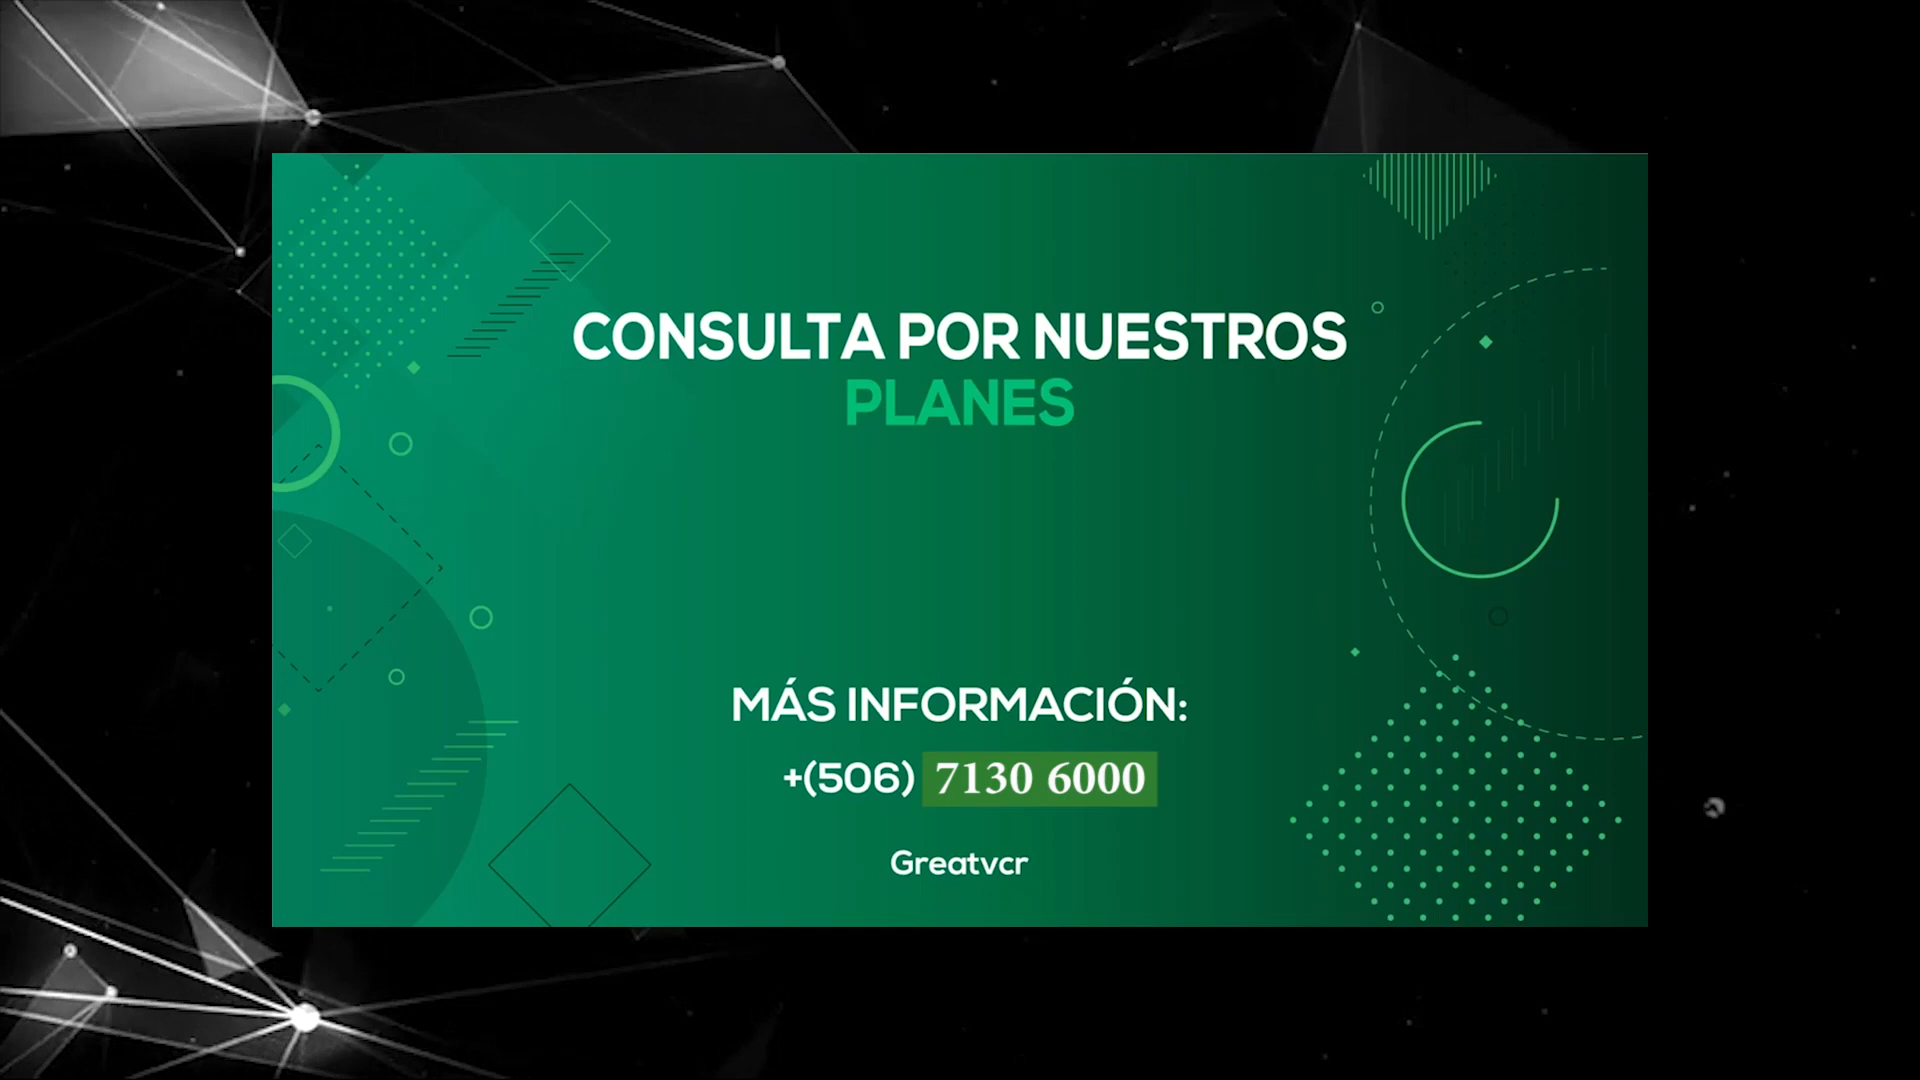 CONSULTA POR NUESTROS
PLANES
MÁS INFORMACIÓN:
+(506) 7130 6000
Greatvcr